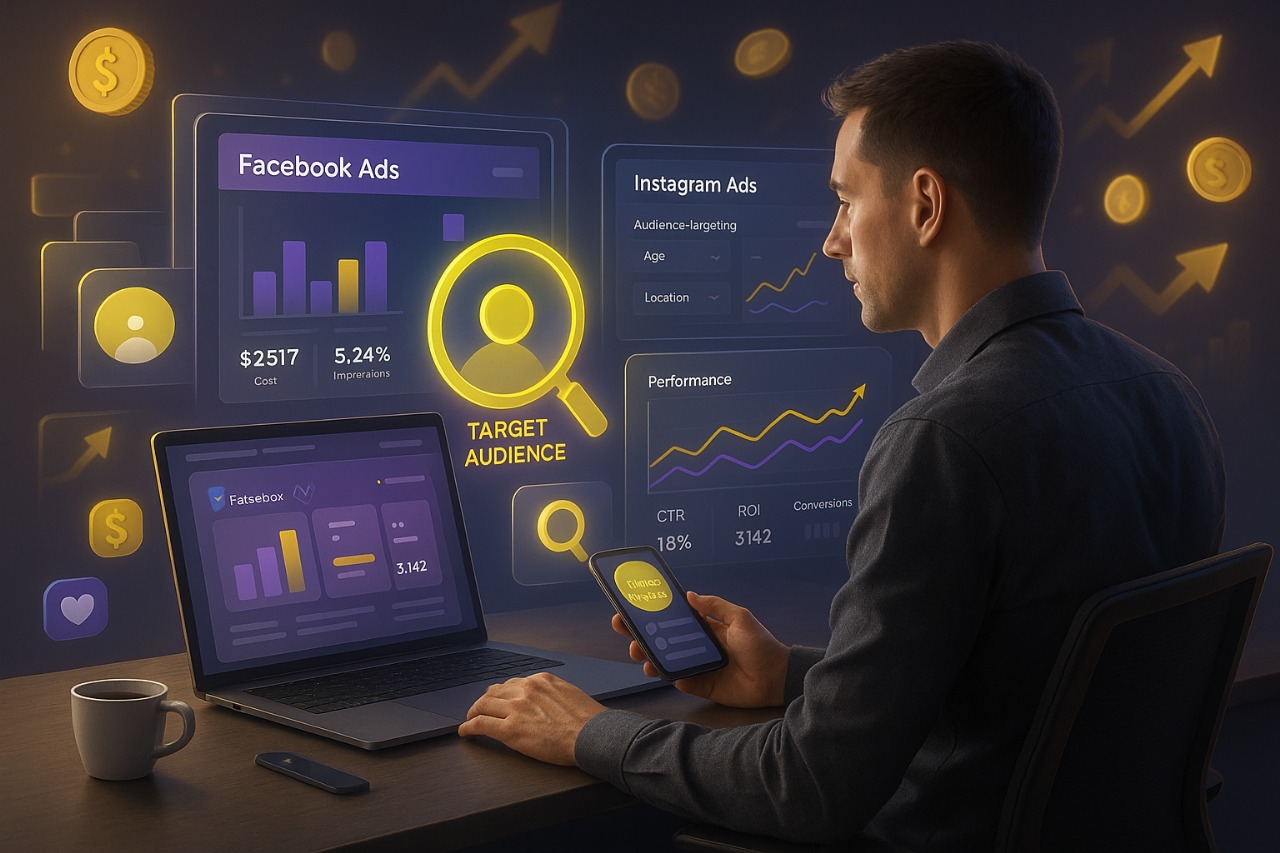 Facebook Ads
$2517
Cost
5,24%
Impreraions
Instagram Ads
Audience-largeting
Age
Location
TARGET
AUDIENCE
Performance
CTR
18%
ROI
3142
Conversions
Fatsebox
3,142